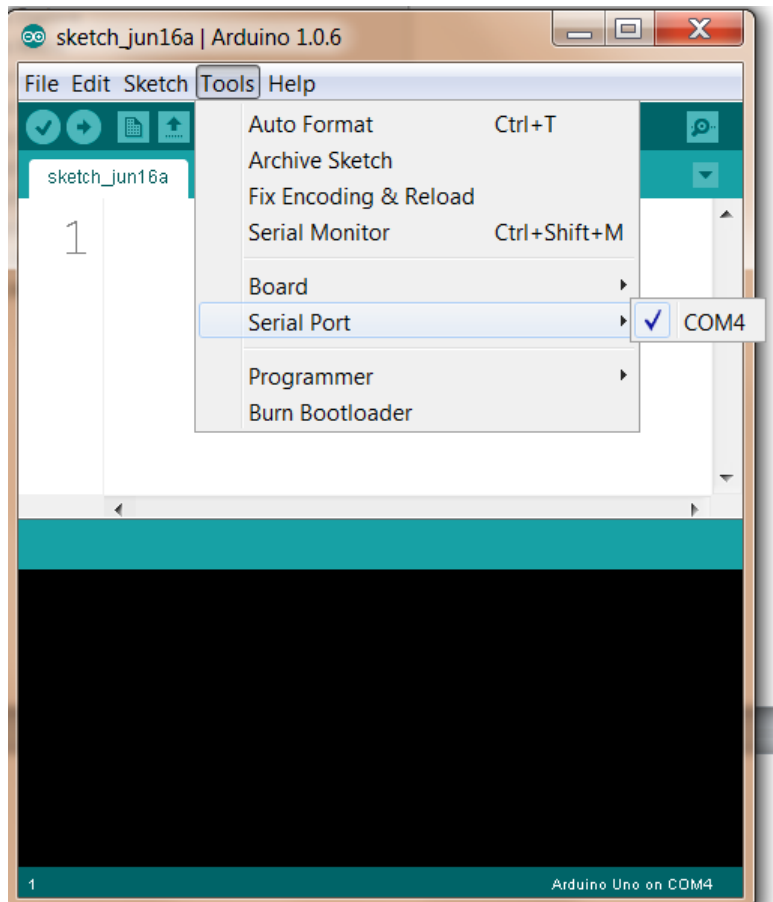 sketch_jun16a | Arduino 1.0.6
File Edit Sketch Tools Help
Auto Format Ctrl+T
Archive Sketch
sketch_jun16a
Fix Encoding & Reload
1
Serial Monitor Ctrl+Shift+M
Board
Serial Port
COM4
Programmer
Burn Bootloader
1 Arduino Uno on COM4